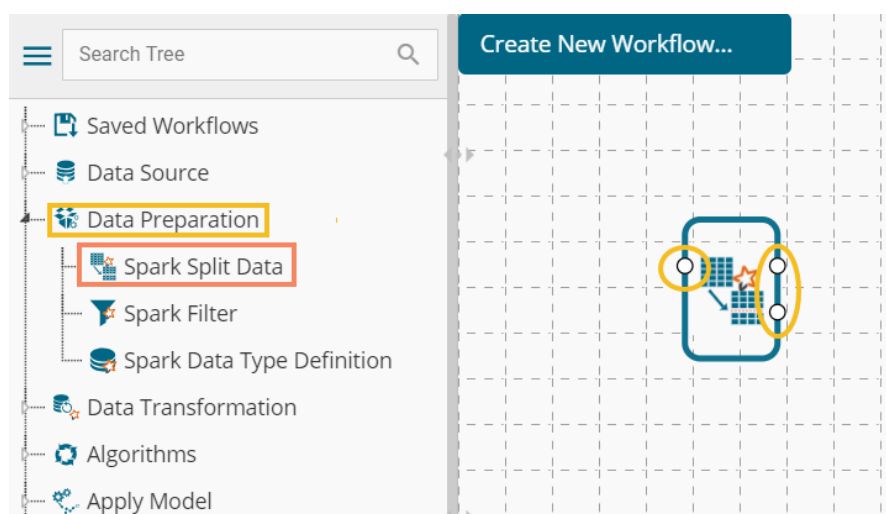 Search Tree
Create New Workflow...
Saved Workflows
Data Source
Data Preparation
Spark Split Data
Spark Filter
Spark Data Type Definition
Data Transformation
Algorithms
Apply Model